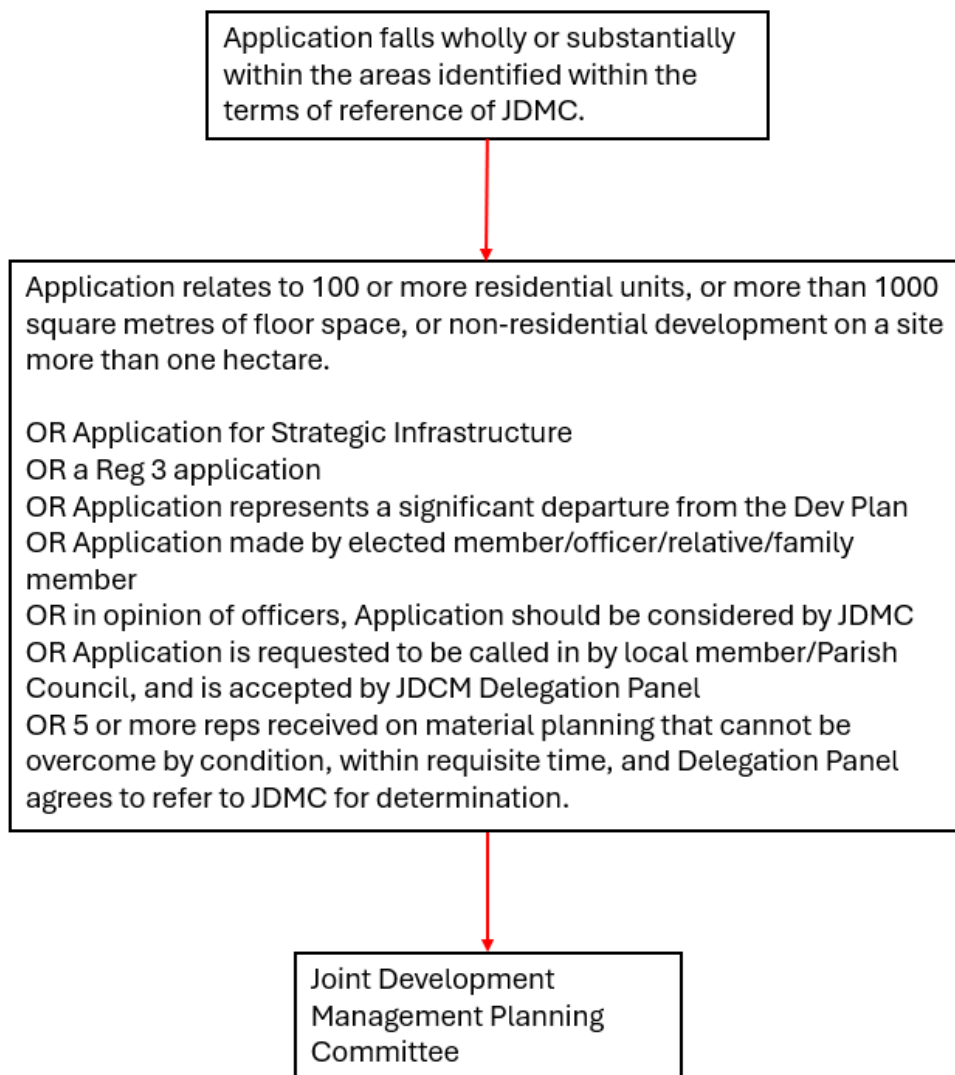 Application falls wholly or substantially
within the areas identified within the
terms of reference of JDMC.
Application relates to 100 or more residential units, or more than 1000
square metres of floor space, or non-residential development on a site
more than one hectare.
OR Application for Strategic Infrastructure
OR a Reg 3 application
OR Application represents a significant departure from the Dev Plan
OR Application made by elected member/officer/relative/family
member
OR in opinion of officers, Application should be considered by JDMC
OR Application is requested to be called in by local member/Parish
Council, and is accepted by JDCM Delegation Panel
OR 5 or more reps received on material planning that cannot be
overcome by condition, within requisite time, and Delegation Panel
agrees to refer to JDMC for determination.
Joint Development
Management Planning
Committee